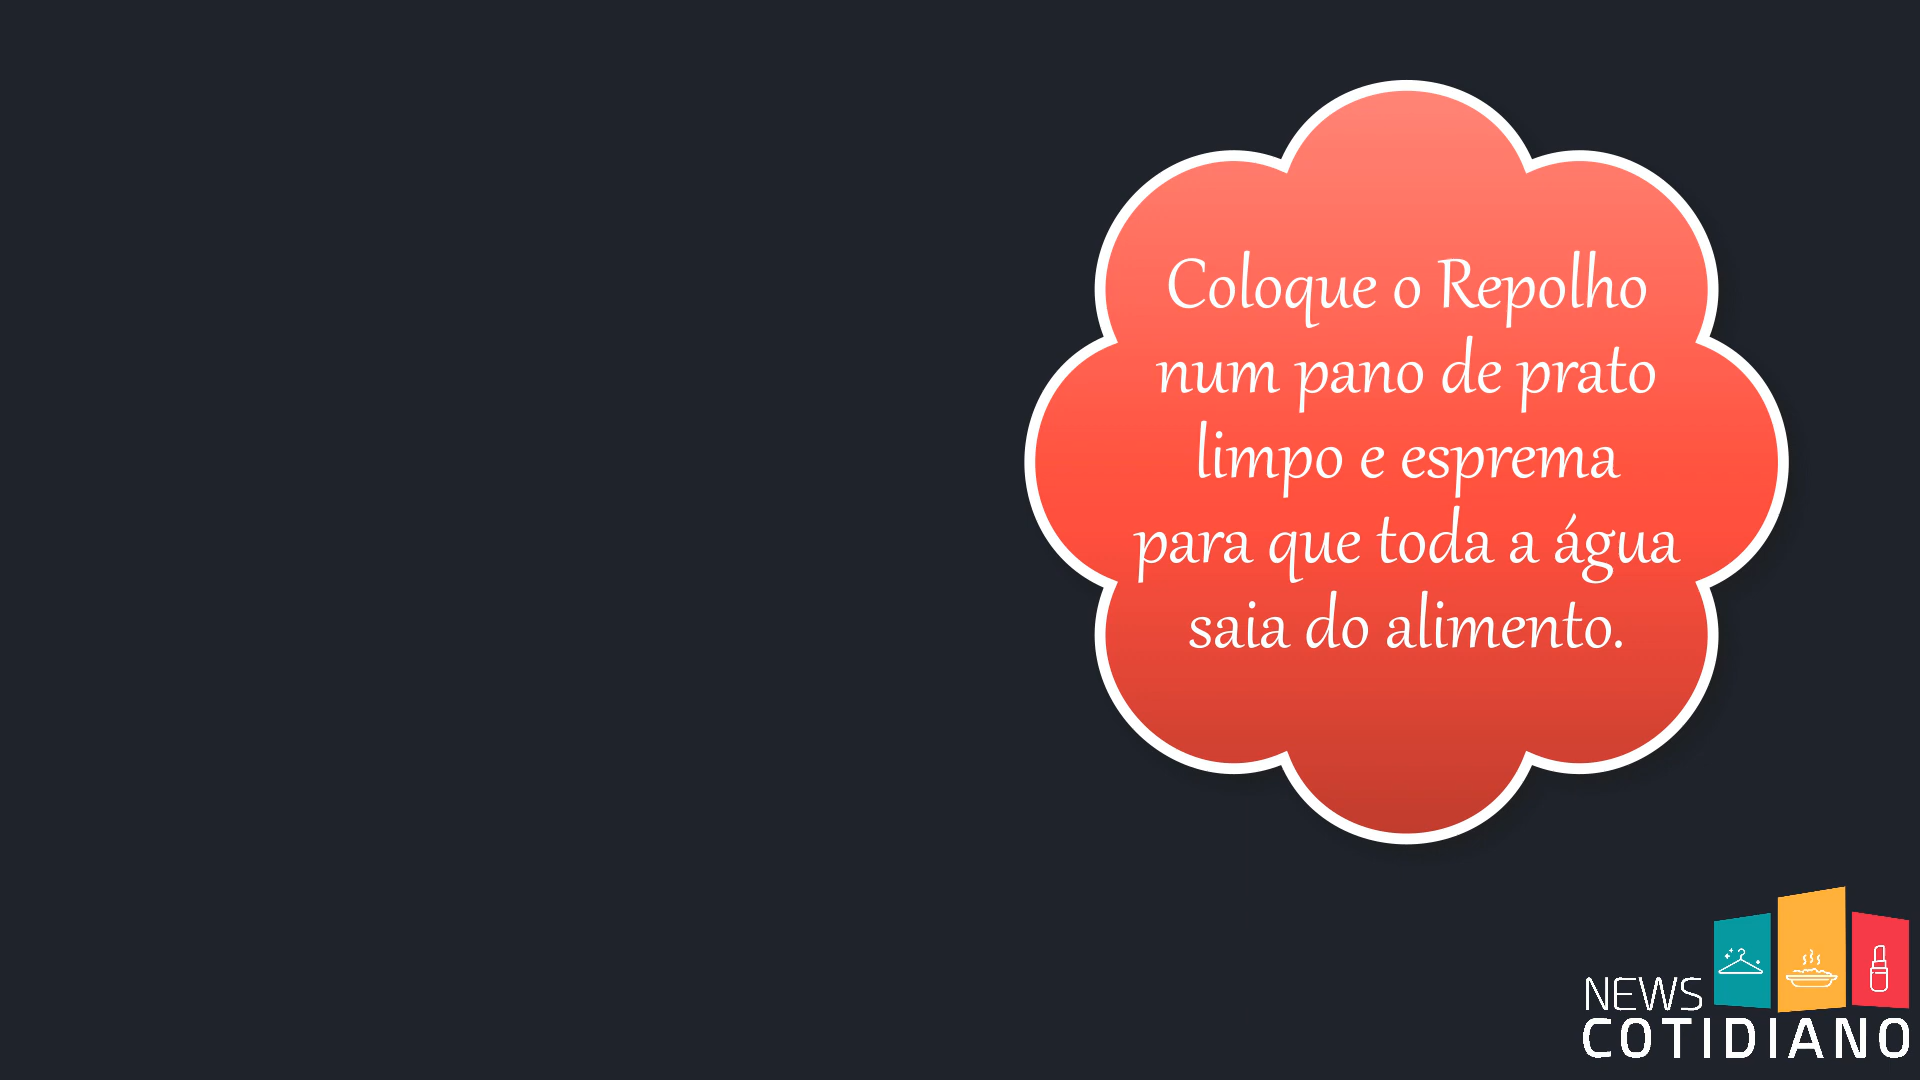 Coloque o Repolho
num pano de prato
limpo e esprema
para que toda a água
saia do alimento.
NEWS
COTIDIANO